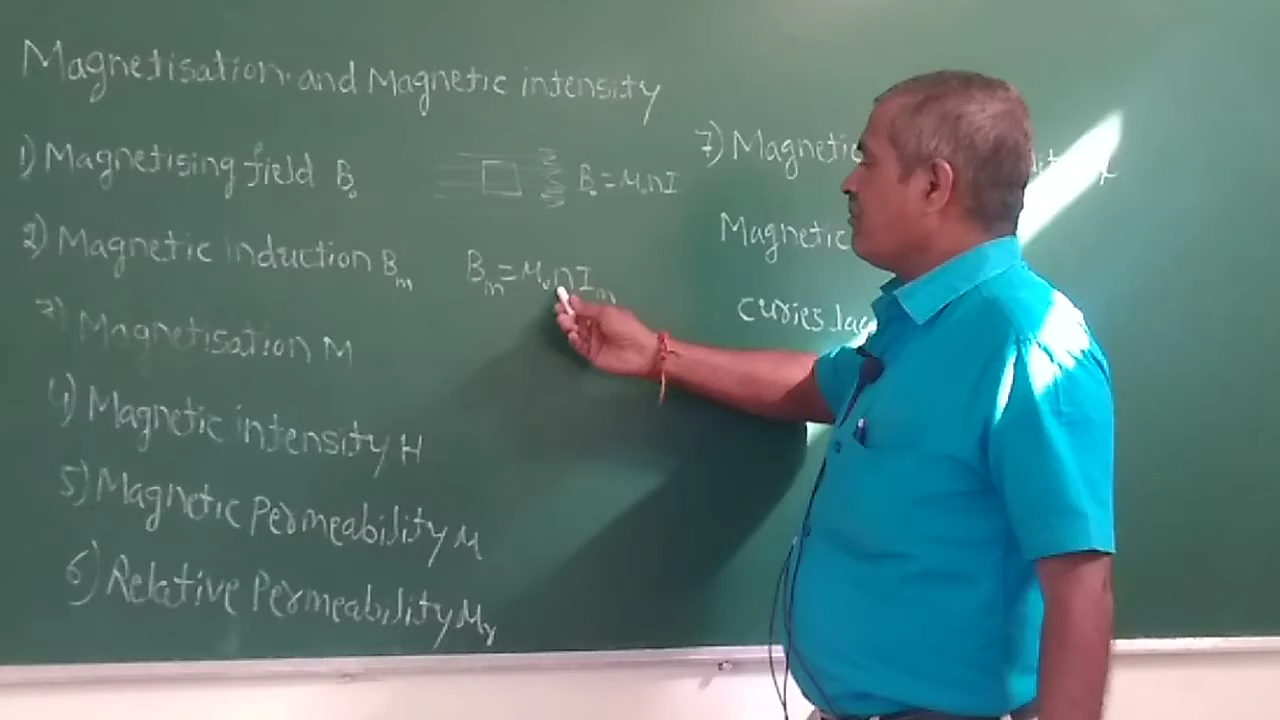 Magnetisation and Magnetic intensity
1) Magnetising field B₀
B₀ = μ₀nI
2) Magnetic induction Bₘ
Bₘ = μ₀nIₘ
3) Magnetisation M
4) Magnetic intensity H
5) Magnetic Permeability μ
6) Relative Permeability μᵣ
7) Magnetic
Magnetic
curies